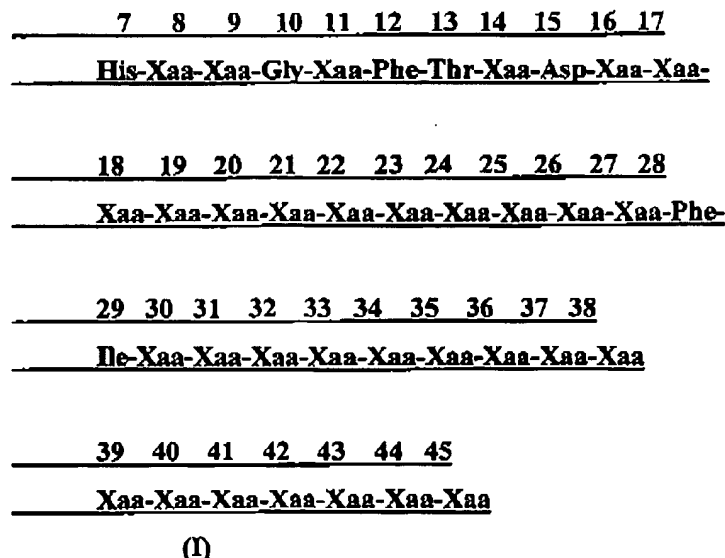 7 8 9 10 11 12 13 14 15 16 17
His-Xaa-Xaa-Gly-Xaa-Phe-Thr-Xaa-Asp-Xaa-Xaa-
18 19 20 21 22 23 24 25 26 27 28
Xaa-Xaa-Xaa-Xaa-Xaa-Xaa-Xaa-Xaa-Xaa-Xaa-Phe-
29 30 31 32 33 34 35 36 37 38
Ile-Xaa-Xaa-Xaa-Xaa-Xaa-Xaa-Xaa-Xaa-Xaa
39 40 41 42 43 44 45
Xaa-Xaa-Xaa-Xaa-Xaa-Xaa-Xaa
(I)